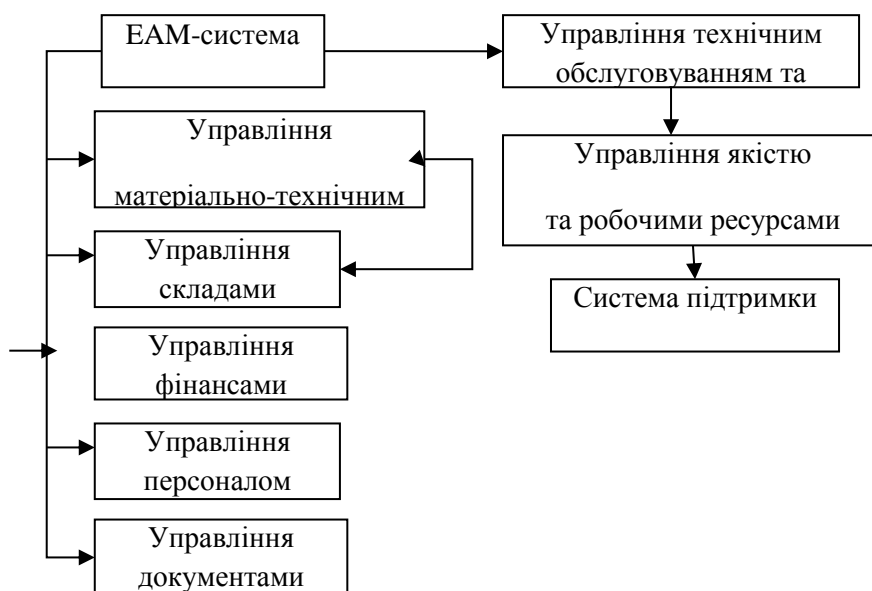 ЕАМ-система
Управління технічним
обслуговуванням та
Управління
матеріально-технічним
Управління якістю
та робочими ресурсами
Управління
складами
Система підтримки
Управління
фінансами
Управління
персоналом
Управління
документами